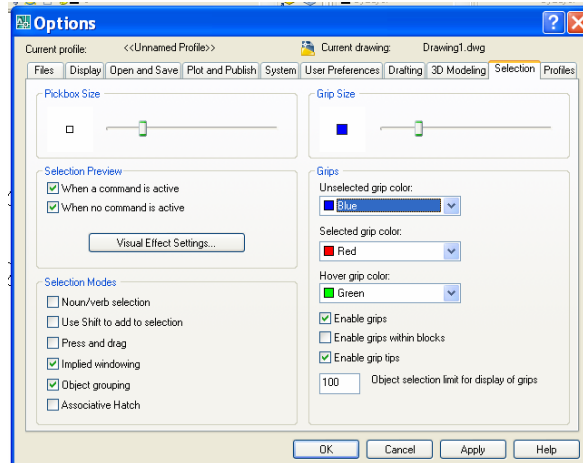 Options
Current profile: <<Unnamed Profile>> Current drawing: Drawing1.dwg
Files Display Open and Save Plot and Publish System User Preferences Drafting 3D Modeling Selection Profiles
Pickbox Size
Grip Size
Selection Preview
When a command is active
When no command is active
Visual Effect Settings...
Selection Modes
Noun/verb selection
Use Shift to add to selection
Press and drag
Implied windowing
Object grouping
Associative Hatch
Grips
Unselected grip color:
Blue
Selected grip color:
Red
Hover grip color:
Green
Enable grips
Enable grips within blocks
Enable grip tips
100 Object selection limit for display of grips
OK Cancel Apply Help